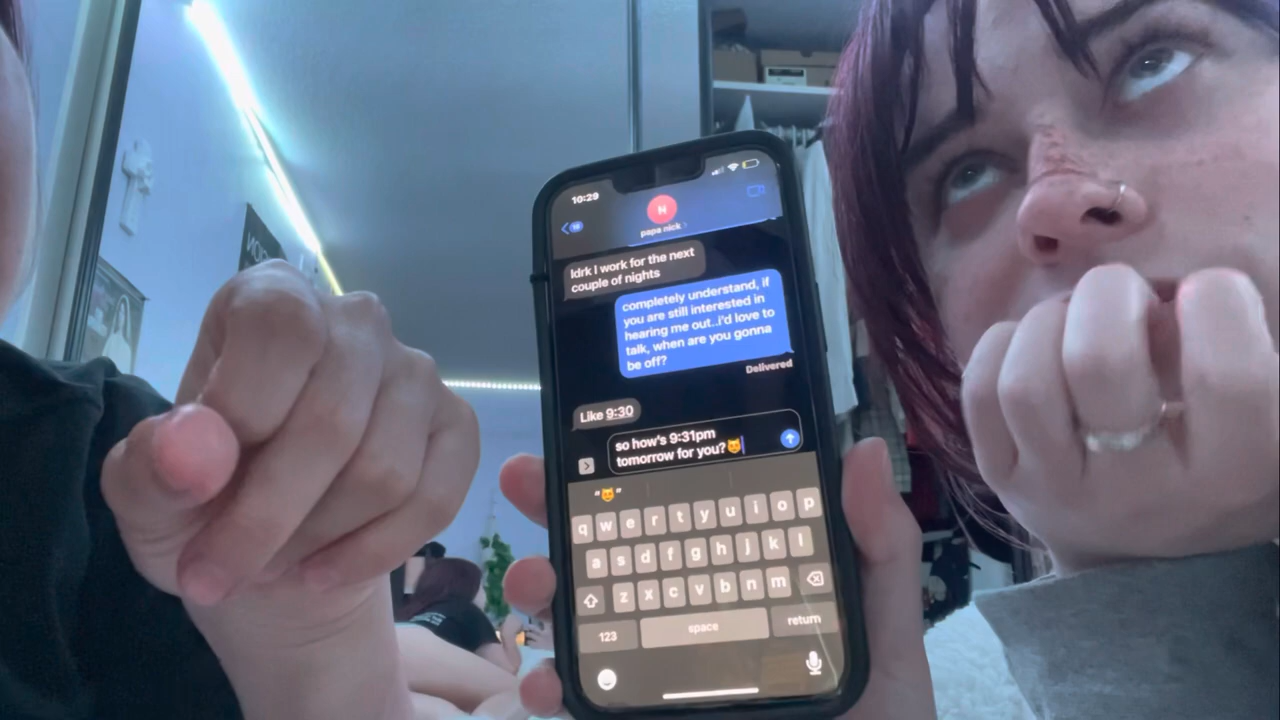 10:29
N
papa nick
Idrk I work for the next
couple of nights
completely understand, if
you are still interested in
hearing me out..i'd love to
talk, when are you gonna
be off?
Delivered
Like 9:30
so how's 9:31pm
tomorrow for you?😼
"😼"
q w e r t y u i o p
a s d f g h j k l
z x c v b n m
123 space return